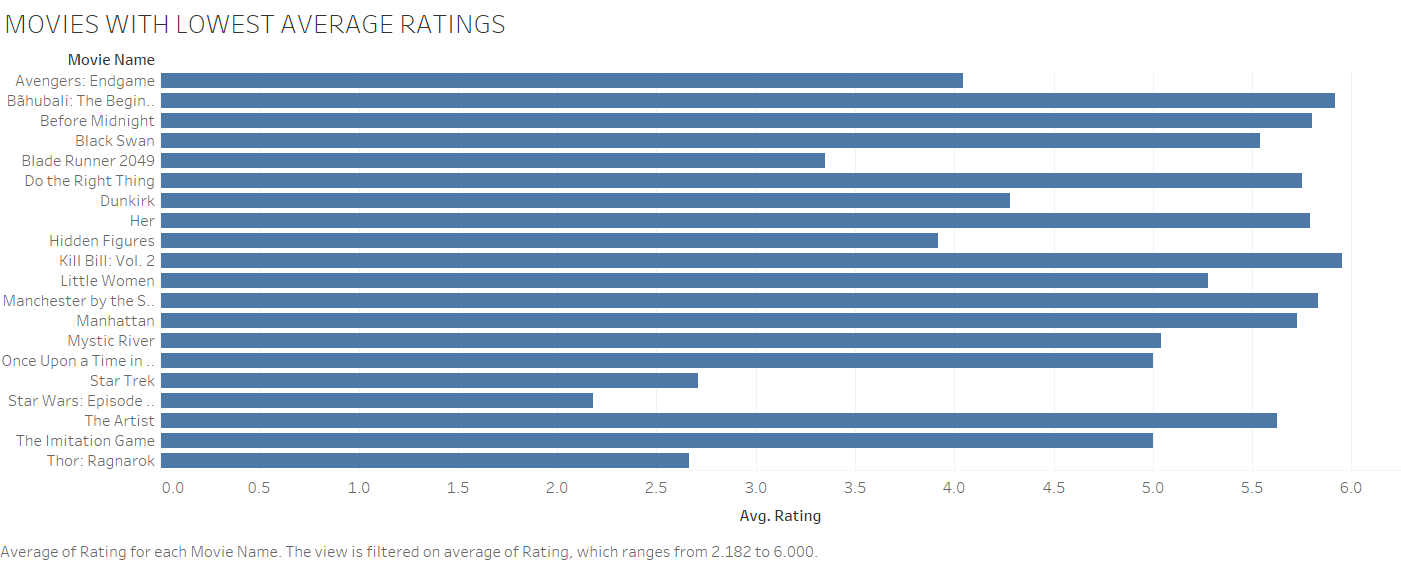 MOVIES WITH LOWEST AVERAGE RATINGS
Movie Name
Avengers: Endgame
Bãhubali: The Begin..
Before Midnight
Black Swan
Blade Runner 2049
Do the Right Thing
Dunkirk
Her
Hidden Figures
Kill Bill: Vol. 2
Little Women
Manchester by the S..
Manhattan
Mystic River
Once Upon a Time in ..
Star Trek
Star Wars: Episode ..
The Artist
The Imitation Game
Thor: Ragnarok
0.0 0.5 1.0 1.5 2.0 2.5 3.0 3.5 4.0 4.5 5.0 5.5 6.0
Avg. Rating
Average of Rating for each Movie Name. The view is filtered on average of Rating, which ranges from 2.182 to 6.000.